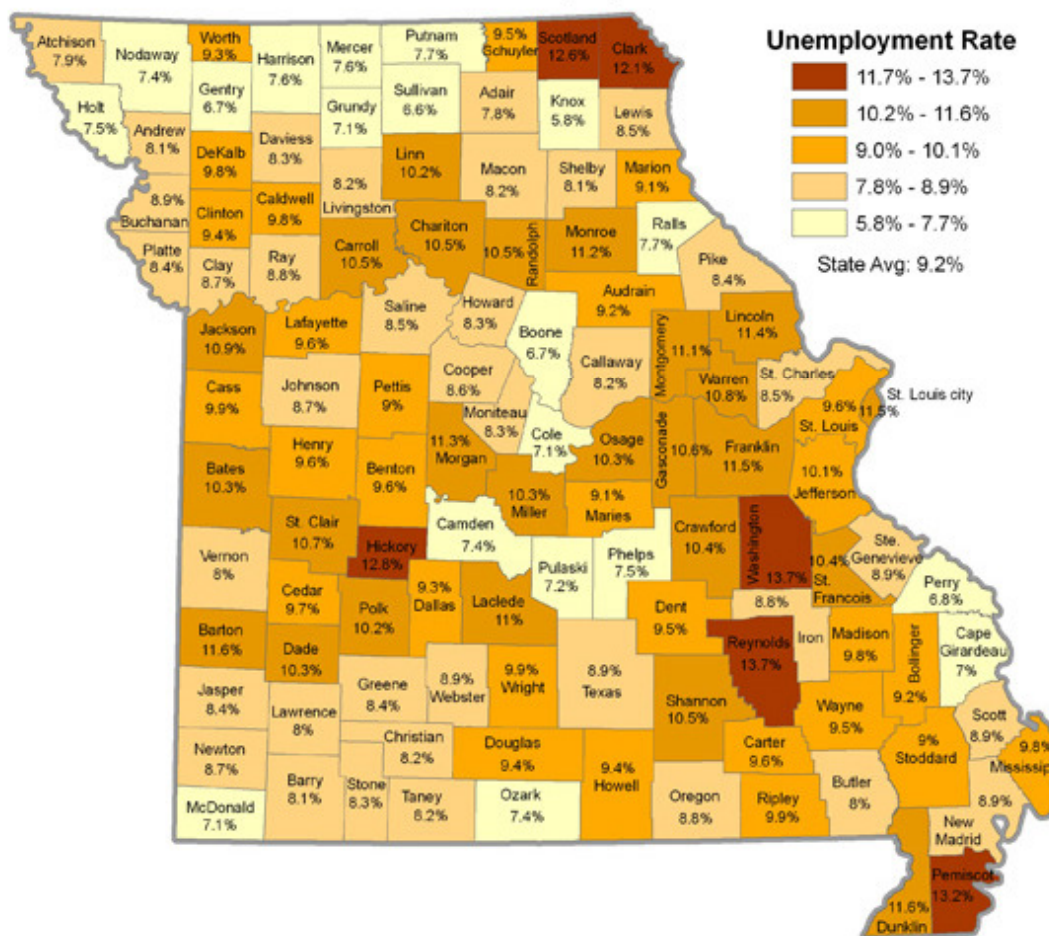 Unemployment Rate
11.7% - 13.7%
10.2% - 11.6%
9.0% - 10.1%
7.8% - 8.9%
5.8% - 7.7%
State Avg: 9.2%
Atchison
7.9%
Nodaway
7.4%
Worth
9.3%
Harrison
7.6%
Mercer
7.6%
Putnam
7.7%
9.5%
Schuyler
Scotland
12.6%
Clark
12.1%
Holt
7.5%
Gentry
6.7%
Grundy
7.1%
Sullivan
6.6%
Adair
7.8%
Knox
5.8%
Lewis
8.5%
Andrew
8.1%
DeKalb
9.8%
Daviess
8.3%
8.2%
Livingston
Linn
10.2%
Macon
8.2%
Shelby
8.1%
Marion
9.1%
8.9%
Buchanan
Clinton
9.4%
Caldwell
9.8%
Carroll
10.5%
Chariton
10.5%
10.5%
Randolph
Monroe
11.2%
Ralls
7.7%
Pike
8.4%
Platte
8.4%
Clay
8.7%
Ray
8.8%
Saline
8.5%
Howard
8.3%
Boone
6.7%
Audrain
9.2%
Lincoln
11.4%
Jackson
10.9%
Lafayette
9.6%
Cooper
8.6%
Callaway
8.2%
Montgomery
11.1%
Warren
10.8%
St. Charles
8.5%
St. Louis city
11.5%
9.6%
St. Louis
Cass
9.9%
Johnson
8.7%
Pettis
9%
Moniteau
8.3%
Cole
7.1%
Osage
10.3%
Gasconade
10.6%
Franklin
11.5%
10.1%
Jefferson
Bates
10.3%
Henry
9.6%
Benton
9.6%
11.3%
Morgan
10.3%
Miller
9.1%
Maries
St. Clair
10.7%
Hickory
12.8%
Camden
7.4%
Pulaski
7.2%
Phelps
7.5%
Crawford
10.4%
Washington
13.7%
10.4%
St.
Francois
Ste.
Genevieve
8.9%
Perry
6.8%
Vernon
8%
Cedar
9.7%
Polk
10.2%
9.3%
Dallas
Laclede
11%
Dent
9.5%
8.8%
Iron
Reynolds
13.7%
Madison
9.8%
Bollinger
9.2%
Cape
Girardeau
7%
Barton
11.6%
Dade
10.3%
Greene
8.4%
8.9%
Webster
9.9%
Wright
8.9%
Texas
Shannon
10.5%
Wayne
9.5%
Scott
8.9%
Jasper
8.4%
Lawrence
8%
Christian
8.2%
Douglas
9.4%
9.4%
Howell
Carter
9.6%
Butler
8%
9%
Stoddard
9.8%
Mississip
Newton
8.7%
Barry
8.1%
Stone
8.3%
Taney
8.2%
Ozark
7.4%
Oregon
8.8%
Ripley
9.9%
8.9%
New
Madrid
McDonald
7.1%
11.6%
Dunklin
Pemiscot
13.2%